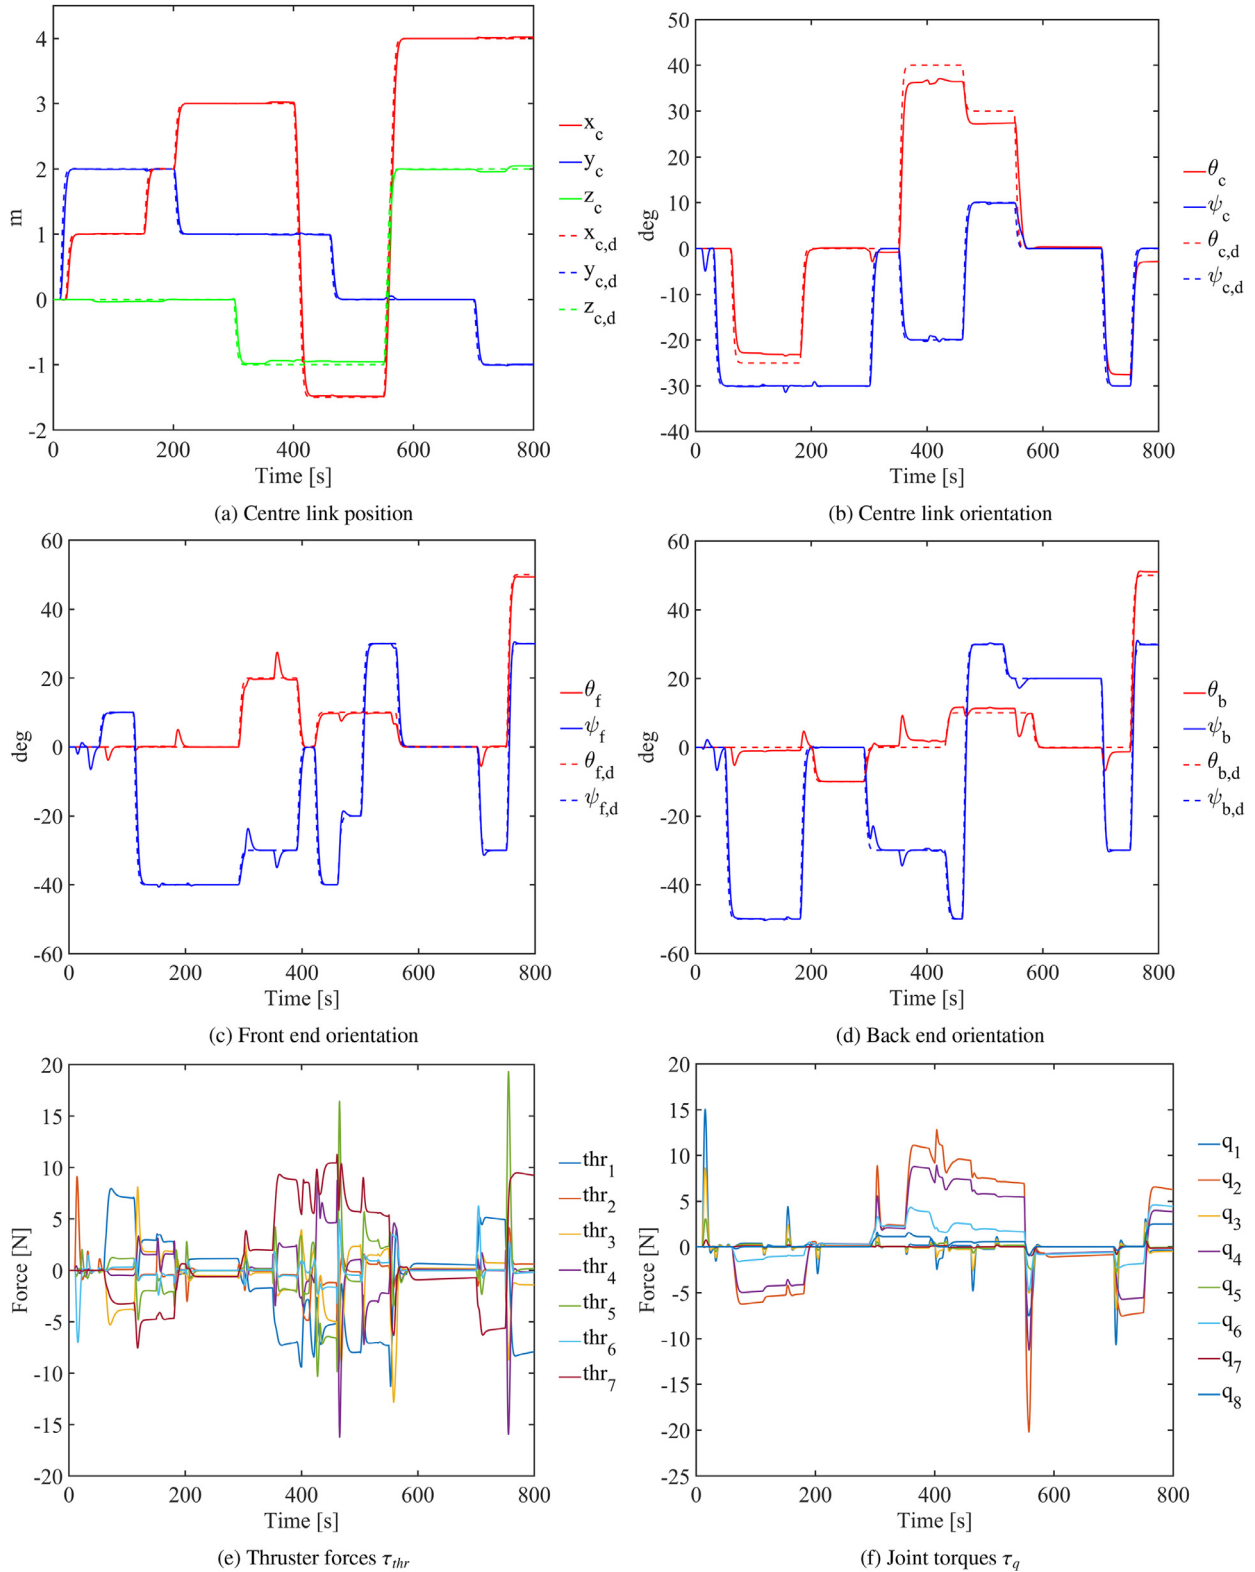 4
3
2
1
0
-1
-2
m
0 200 400 600 800
Time [s]
x_c
y_c
z_c
x_c,d
y_c,d
z_c,d
(a) Centre link position
50
40
30
20
10
0
-10
-20
-30
-40
deg
0 200 400 600 800
Time [s]
θ_c
ψ_c
θ_c,d
ψ_c,d
(b) Centre link orientation
60
40
20
0
-20
-40
-60
deg
0 200 400 600 800
Time [s]
θ_f
ψ_f
θ_f,d
ψ_f,d
(c) Front end orientation
60
40
20
0
-20
-40
-60
deg
0 200 400 600 800
Time [s]
θ_b
ψ_b
θ_b,d
ψ_b,d
(d) Back end orientation
20
15
10
5
0
-5
-10
-15
-20
Force [N]
0 200 400 600 800
Time [s]
thr_1
thr_2
thr_3
thr_4
thr_5
thr_6
thr_7
(e) Thruster forces τ_thr
20
15
10
5
0
-5
-10
-15
-20
-25
Force [N]
0 200 400 600 800
Time [s]
q_1
q_2
q_3
q_4
q_5
q_6
q_7
q_8
(f) Joint torques τ_q